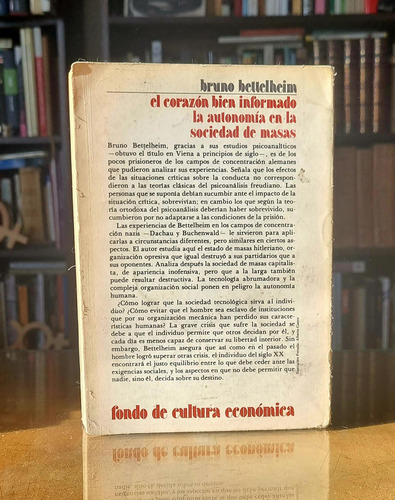 bruno bettelheim
el corazón bien informado
la autonomía en la
sociedad de masas
Bruno Bettelheim, gracias a sus estudios psicoanalíticos
—obtuvo el título en Viena a principios de siglo—, es de los
pocos prisioneros de los campos de concentración alemanes
que pudieron analizar sus experiencias. Señala que los efectos
de las situaciones críticas sobre la conducta no correspondie-
ron a las teorías clásicas del psicoanálisis freudiano. Las
personas que se suponía debían sucumbir ante el impacto de la
situación crítica, sobrevivían; en cambio los que según la teo-
ría ortodoxa del psicoanálisis deberían haber sobrevivido, su-
cumbieron por no adaptarse a las condiciones de la prisión.
Las experiencias de Bettelheim en los campos de concentra-
ción nazis —Dachau y Buchenwald— le sirvieron para apli-
carlas a circunstancias diferentes, pero similares en ciertos as-
pectos. El autor estudia aquí el estado de masas hitleriano, or-
ganización opresiva que igual destruyó a sus partidarios que a
sus oponentes. Analiza después la sociedad de masas capitalis-
ta, de apariencia inofensiva, pero que a la larga también
puede resultar destructiva. La tecnología abrumadora y la
compleja organización social ponen en peligro la autonomía
humana.
¿Cómo lograr que la sociedad tecnológica sirva al indivi-
duo? ¿Cómo evitar que el hombre sea esclavo de instituciones
que por su organización mecánica han perdido sus carac-
terísticas humanas? La grave crisis que sufre la sociedad se
debe a que el individuo permite que otros decidan por él, y
cada día es menos capaz de conservar su libertad interior. Sin
embargo, Bettelheim asegura que así como en el pasado el
hombre logró superar otras crisis, el individuo del siglo XX
encontrará el justo equilibrio entre lo que debe ceder ante las
exigencias sociales, y los aspectos en que no debe permitir que
nadie, sino él, decida su destino.
fondo de cultura económica